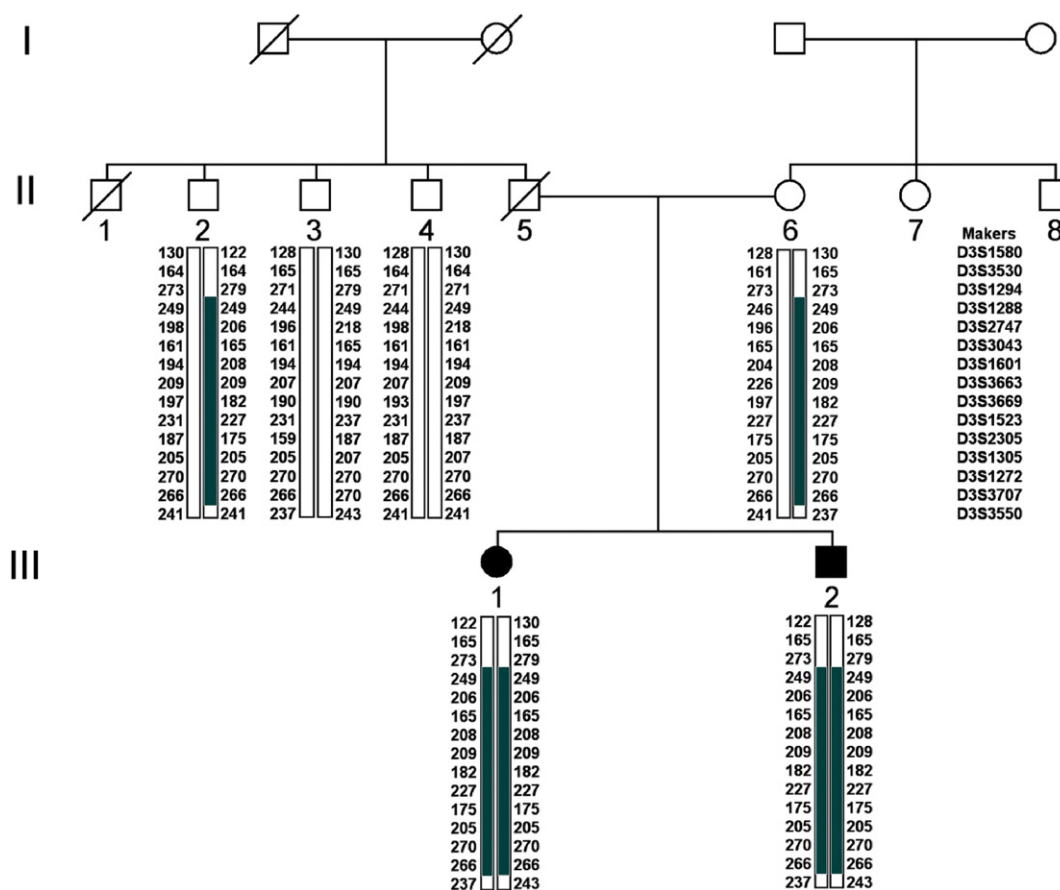 I
II
1 2 3 4 5 6 7 8
Makers
130 122 128 130 128 130 128 130 D3S1580
164 164 165 165 164 164 161 165 D3S3530
273 279 271 279 271 271 273 273 D3S1294
249 249 244 249 244 249 246 249 D3S1288
198 206 196 218 198 218 196 206 D3S2747
161 165 161 165 161 161 165 165 D3S3043
194 208 194 194 194 194 204 208 D3S1601
209 209 207 207 207 209 226 209 D3S3663
197 182 190 190 193 197 197 182 D3S3669
231 227 231 237 231 237 227 227 D3S1523
187 175 159 187 187 187 175 175 D3S2305
205 205 205 207 205 207 205 205 D3S1305
270 270 270 270 270 270 270 270 D3S1272
266 266 266 270 266 266 266 266 D3S3707
241 241 237 243 241 241 241 237 D3S3550
III
1 2
122 130 122 128
165 165 165 165
273 279 273 279
249 249 249 249
206 206 206 206
165 165 165 165
208 208 208 208
209 209 209 209
182 182 182 182
227 227 227 227
175 175 175 175
205 205 205 205
270 270 270 270
266 266 266 266
237 243 237 243